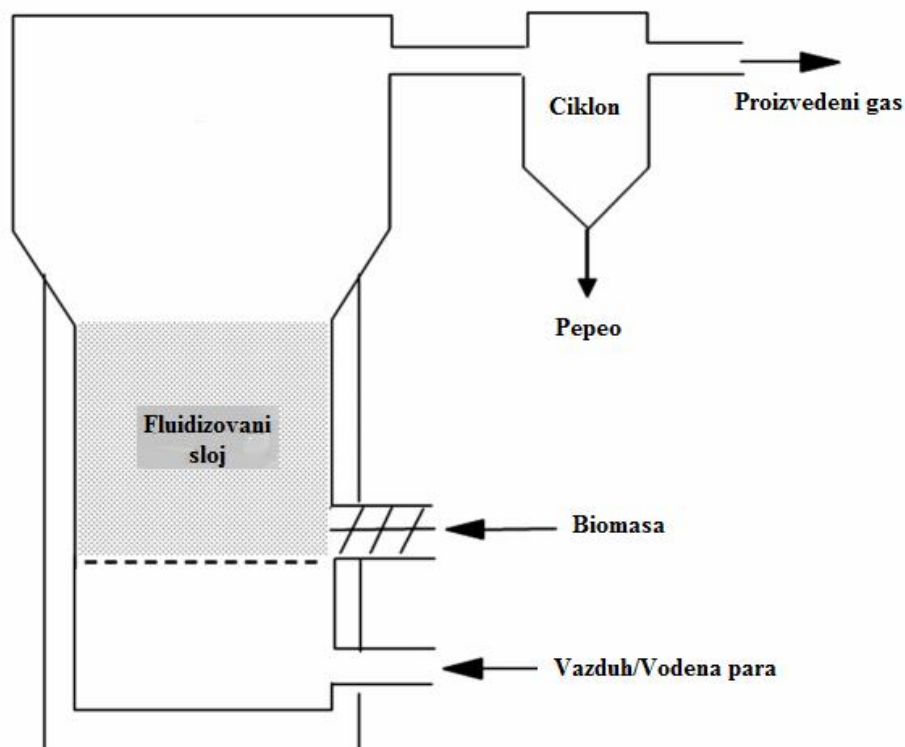 Ciklon
Proizvedeni gas
Pepeo
Fluidizovani
sloj
Biomasa
Vazduh/Vodena para